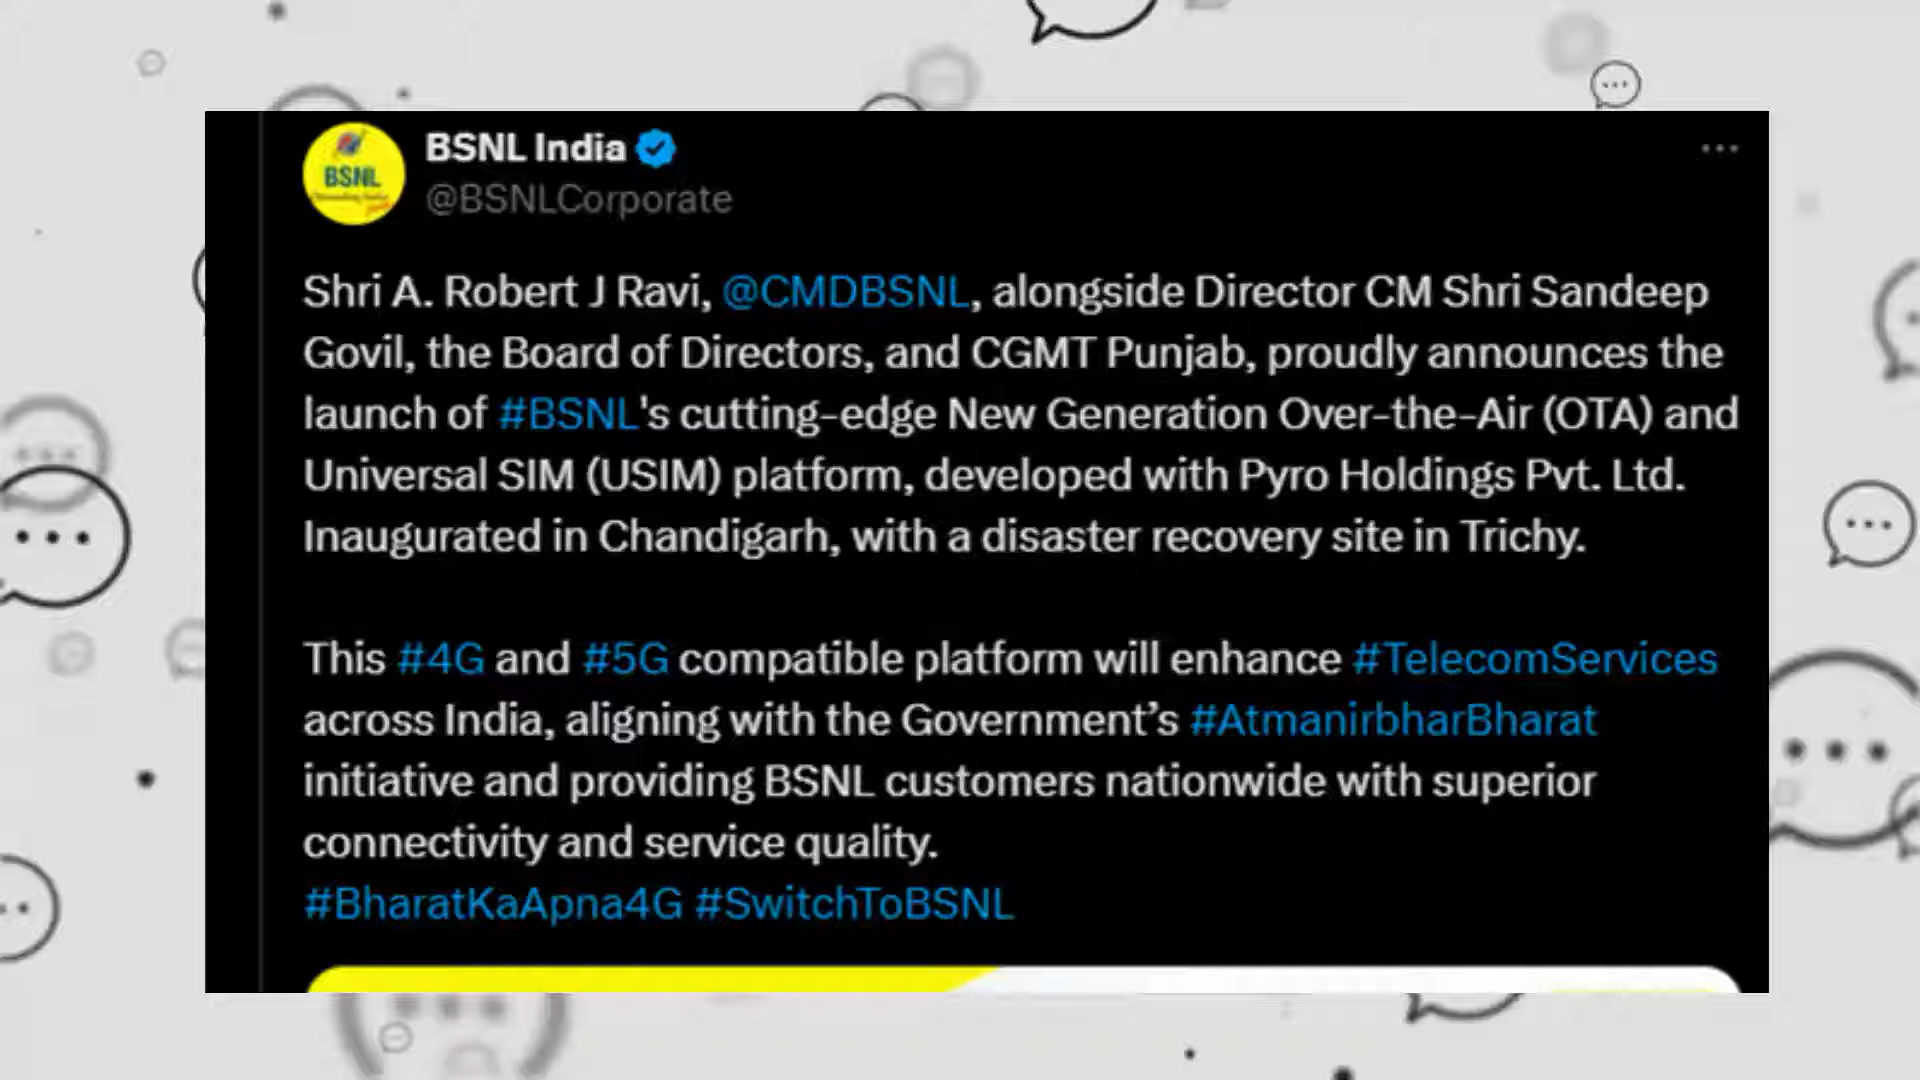 BSNL
BSNL India
@BSNLCorporate
Shri A. Robert J Ravi, @CMDBSNL, alongside Director CM Shri Sandeep
Govil, the Board of Directors, and CGMT Punjab, proudly announces the
launch of #BSNL's cutting-edge New Generation Over-the-Air (OTA) and
Universal SIM (USIM) platform, developed with Pyro Holdings Pvt. Ltd.
Inaugurated in Chandigarh, with a disaster recovery site in Trichy.
This #4G and #5G compatible platform will enhance #TelecomServices
across India, aligning with the Government’s #AtmanirbharBharat
initiative and providing BSNL customers nationwide with superior
connectivity and service quality.
#BharatKaApna4G #SwitchToBSNL